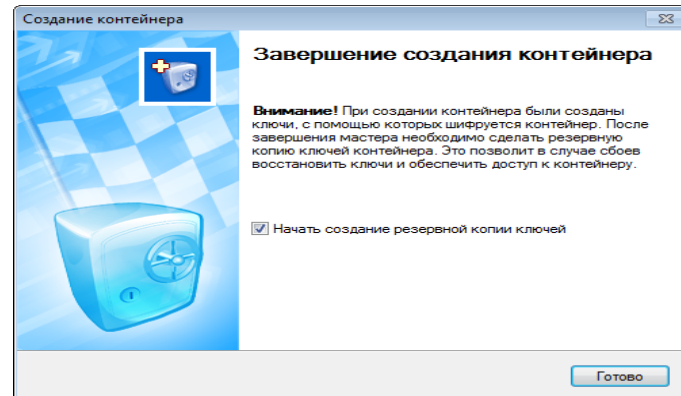 Создание контейнера
Завершение создания контейнера
Внимание! При создании контейнера были созданы
ключи, с помощью которых шифруется контейнер. После
завершения мастера необходимо сделать резервную
копию ключей контейнера. Это позволит в случае сбоев
восстановить ключи и обеспечить доступ к контейнеру.
Начать создание резервной копии ключей
Готово